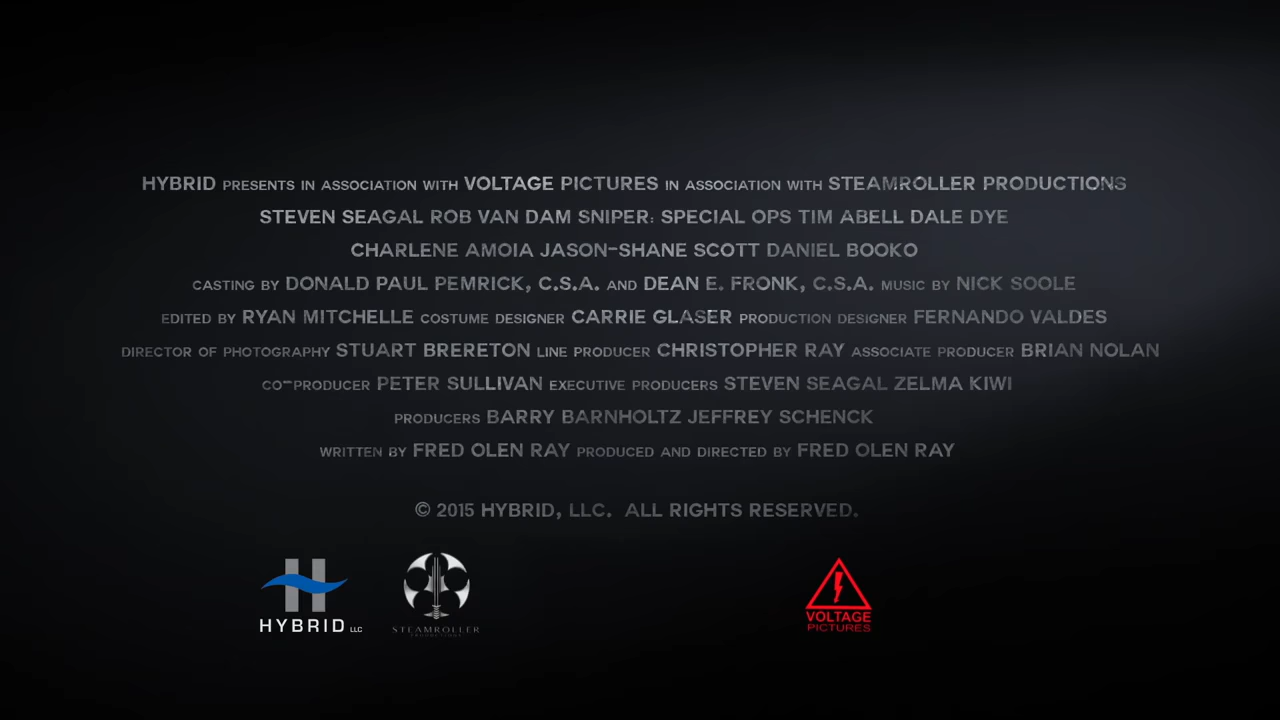 HYBRID PRESENTS IN ASSOCIATION WITH VOLTAGE PICTURES IN ASSOCIATION WITH STEAMROLLER PRODUCTIONS
STEVEN SEAGAL ROB VAN DAM SNIPER: SPECIAL OPS TIM ABELL DALE DYE
CHARLENE AMOIA JASON-SHANE SCOTT DANIEL BOOKO
CASTING BY DONALD PAUL PEMRICK, C.S.A. AND DEAN E. FRONK, C.S.A. MUSIC BY NICK SOOLE
EDITED BY RYAN MITCHELLE COSTUME DESIGNER CARRIE GLASER PRODUCTION DESIGNER FERNANDO VALDES
DIRECTOR OF PHOTOGRAPHY STUART BRERETON LINE PRODUCER CHRISTOPHER RAY ASSOCIATE PRODUCER BRIAN NOLAN
CO-PRODUCER PETER SULLIVAN EXECUTIVE PRODUCERS STEVEN SEAGAL ZELMA KIWI
PRODUCERS BARRY BARNHOLTZ JEFFREY SCHENCK
WRITTEN BY FRED OLEN RAY PRODUCED AND DIRECTED BY FRED OLEN RAY
© 2015 HYBRID, LLC. ALL RIGHTS RESERVED.
HYBRID LLC
STEAMROLLER
PRODUCTIONS
VOLTAGE
PICTURES